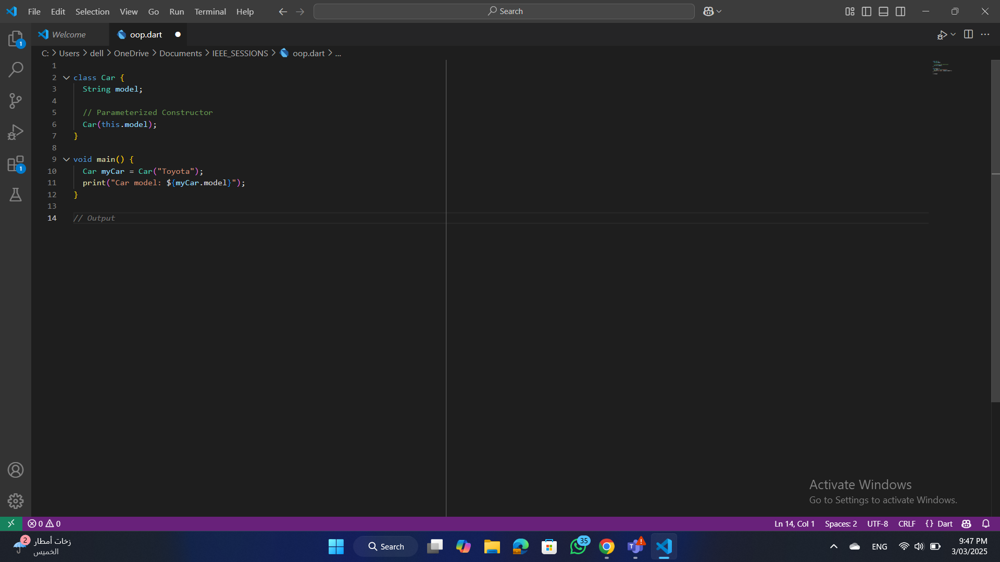 File Edit Selection View Go Run Terminal Help
Search
1
Welcome
oop.dart
C: > Users > dell > OneDrive > Documents > IEEE_SESSIONS > oop.dart > ...
1
2 class Car {
3 String model;
4
5 // Parameterized Constructor
6 Car(this.model);
7 }
8
9 void main() {
10 Car myCar = Car("Toyota");
11 print("Car model: ${myCar.model}");
12 }
13
14 // Output
1
Activate Windows
Go to Settings to activate Windows.
0 0
Ln 14, Col 1 Spaces: 2 UTF-8 CRLF {} Dart
2
زخات أمطار
الخميس
Search
35
T
ENG
9:47 PM
3/03/2025